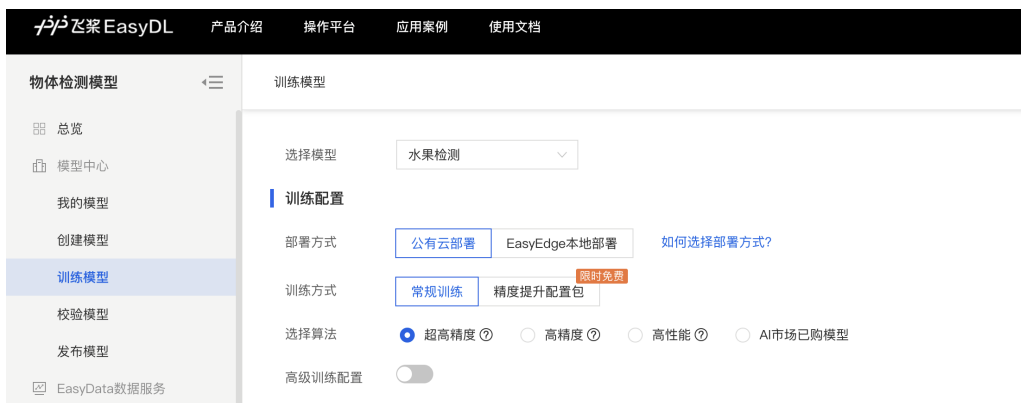 飞桨EasyDL 产品介绍 操作平台 应用案例 使用文档
物体检测模型
训练模型
总览
模型中心
我的模型
创建模型
训练模型
校验模型
发布模型
EasyData数据服务
选择模型 水果检测
训练配置
部署方式 公有云部署 EasyEdge本地部署 如何选择部署方式?
限时免费
训练方式 常规训练 精度提升配置包
选择算法 超高精度 ? 高精度 ? 高性能 ? AI市场已购模型
高级训练配置